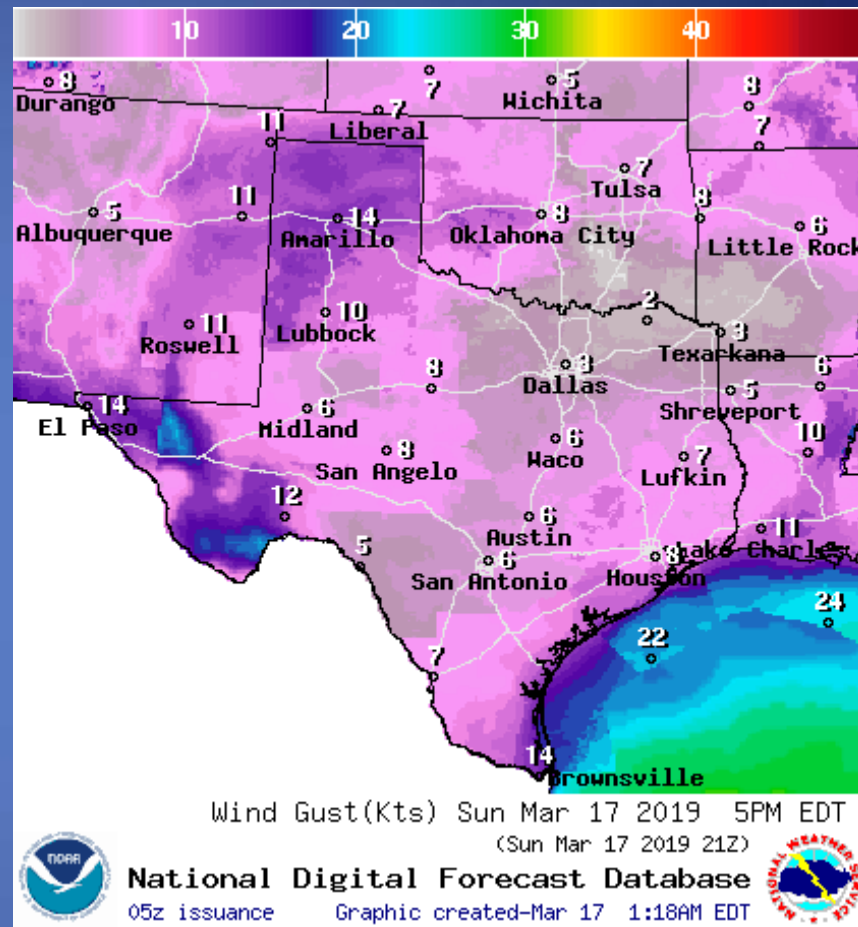 10 20 30 40
8 7 5 8
Durango Wichita
7 7
Liberal
11
7
Tulsa
5 11 14 8 8 6
Albuquerque Amarillo Oklahoma City Little Rock
2
11 10 3
Roswell Lubbock Texarkana
3
8 Dallas 5 6
14 6 Shreveport
El Paso Midland
8 6 7 10
San Angelo Waco Lufkin
12 6 11
Austin
5 6 8 Lake Charles
San Antonio Houston
24
22
7
14
Brownsville
Wind Gust(Kts) Sun Mar 17 2019 5PM EDT
(Sun Mar 17 2019 21Z)
National Digital Forecast Database
05z issuance Graphic created-Mar 17 1:18AM EDT
NOAA
NATIONAL WEATHER SERVICE